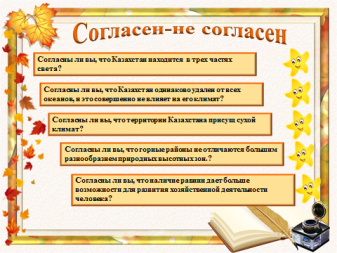 Согласен-не согласен
Согласны ли вы, что Казахстан находится в трех частях
света?
Согласны ли вы, что Казахстан одинаково удален от всех
океанов, и это совершенно не влияет на его климат?
Согласны ли вы, что территории Казахстана присущ сухой
климат?
Согласны ли вы, что горные районы не отличаются большим
разнообразием природных высотных зон.?
Согласны ли вы, что наличие равнин дает больше
возможности для развития хозяйственной деятельности
человека?